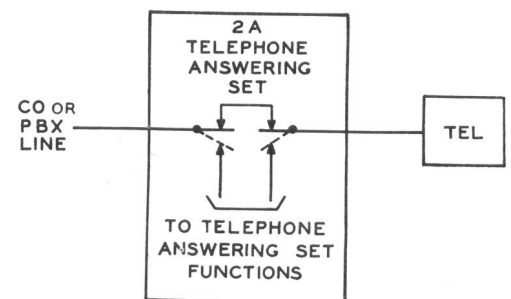 2A
TELEPHONE
ANSWERING
SET
CO OR
PBX
LINE
TEL
TO TELEPHONE
ANSWERING SET
FUNCTIONS